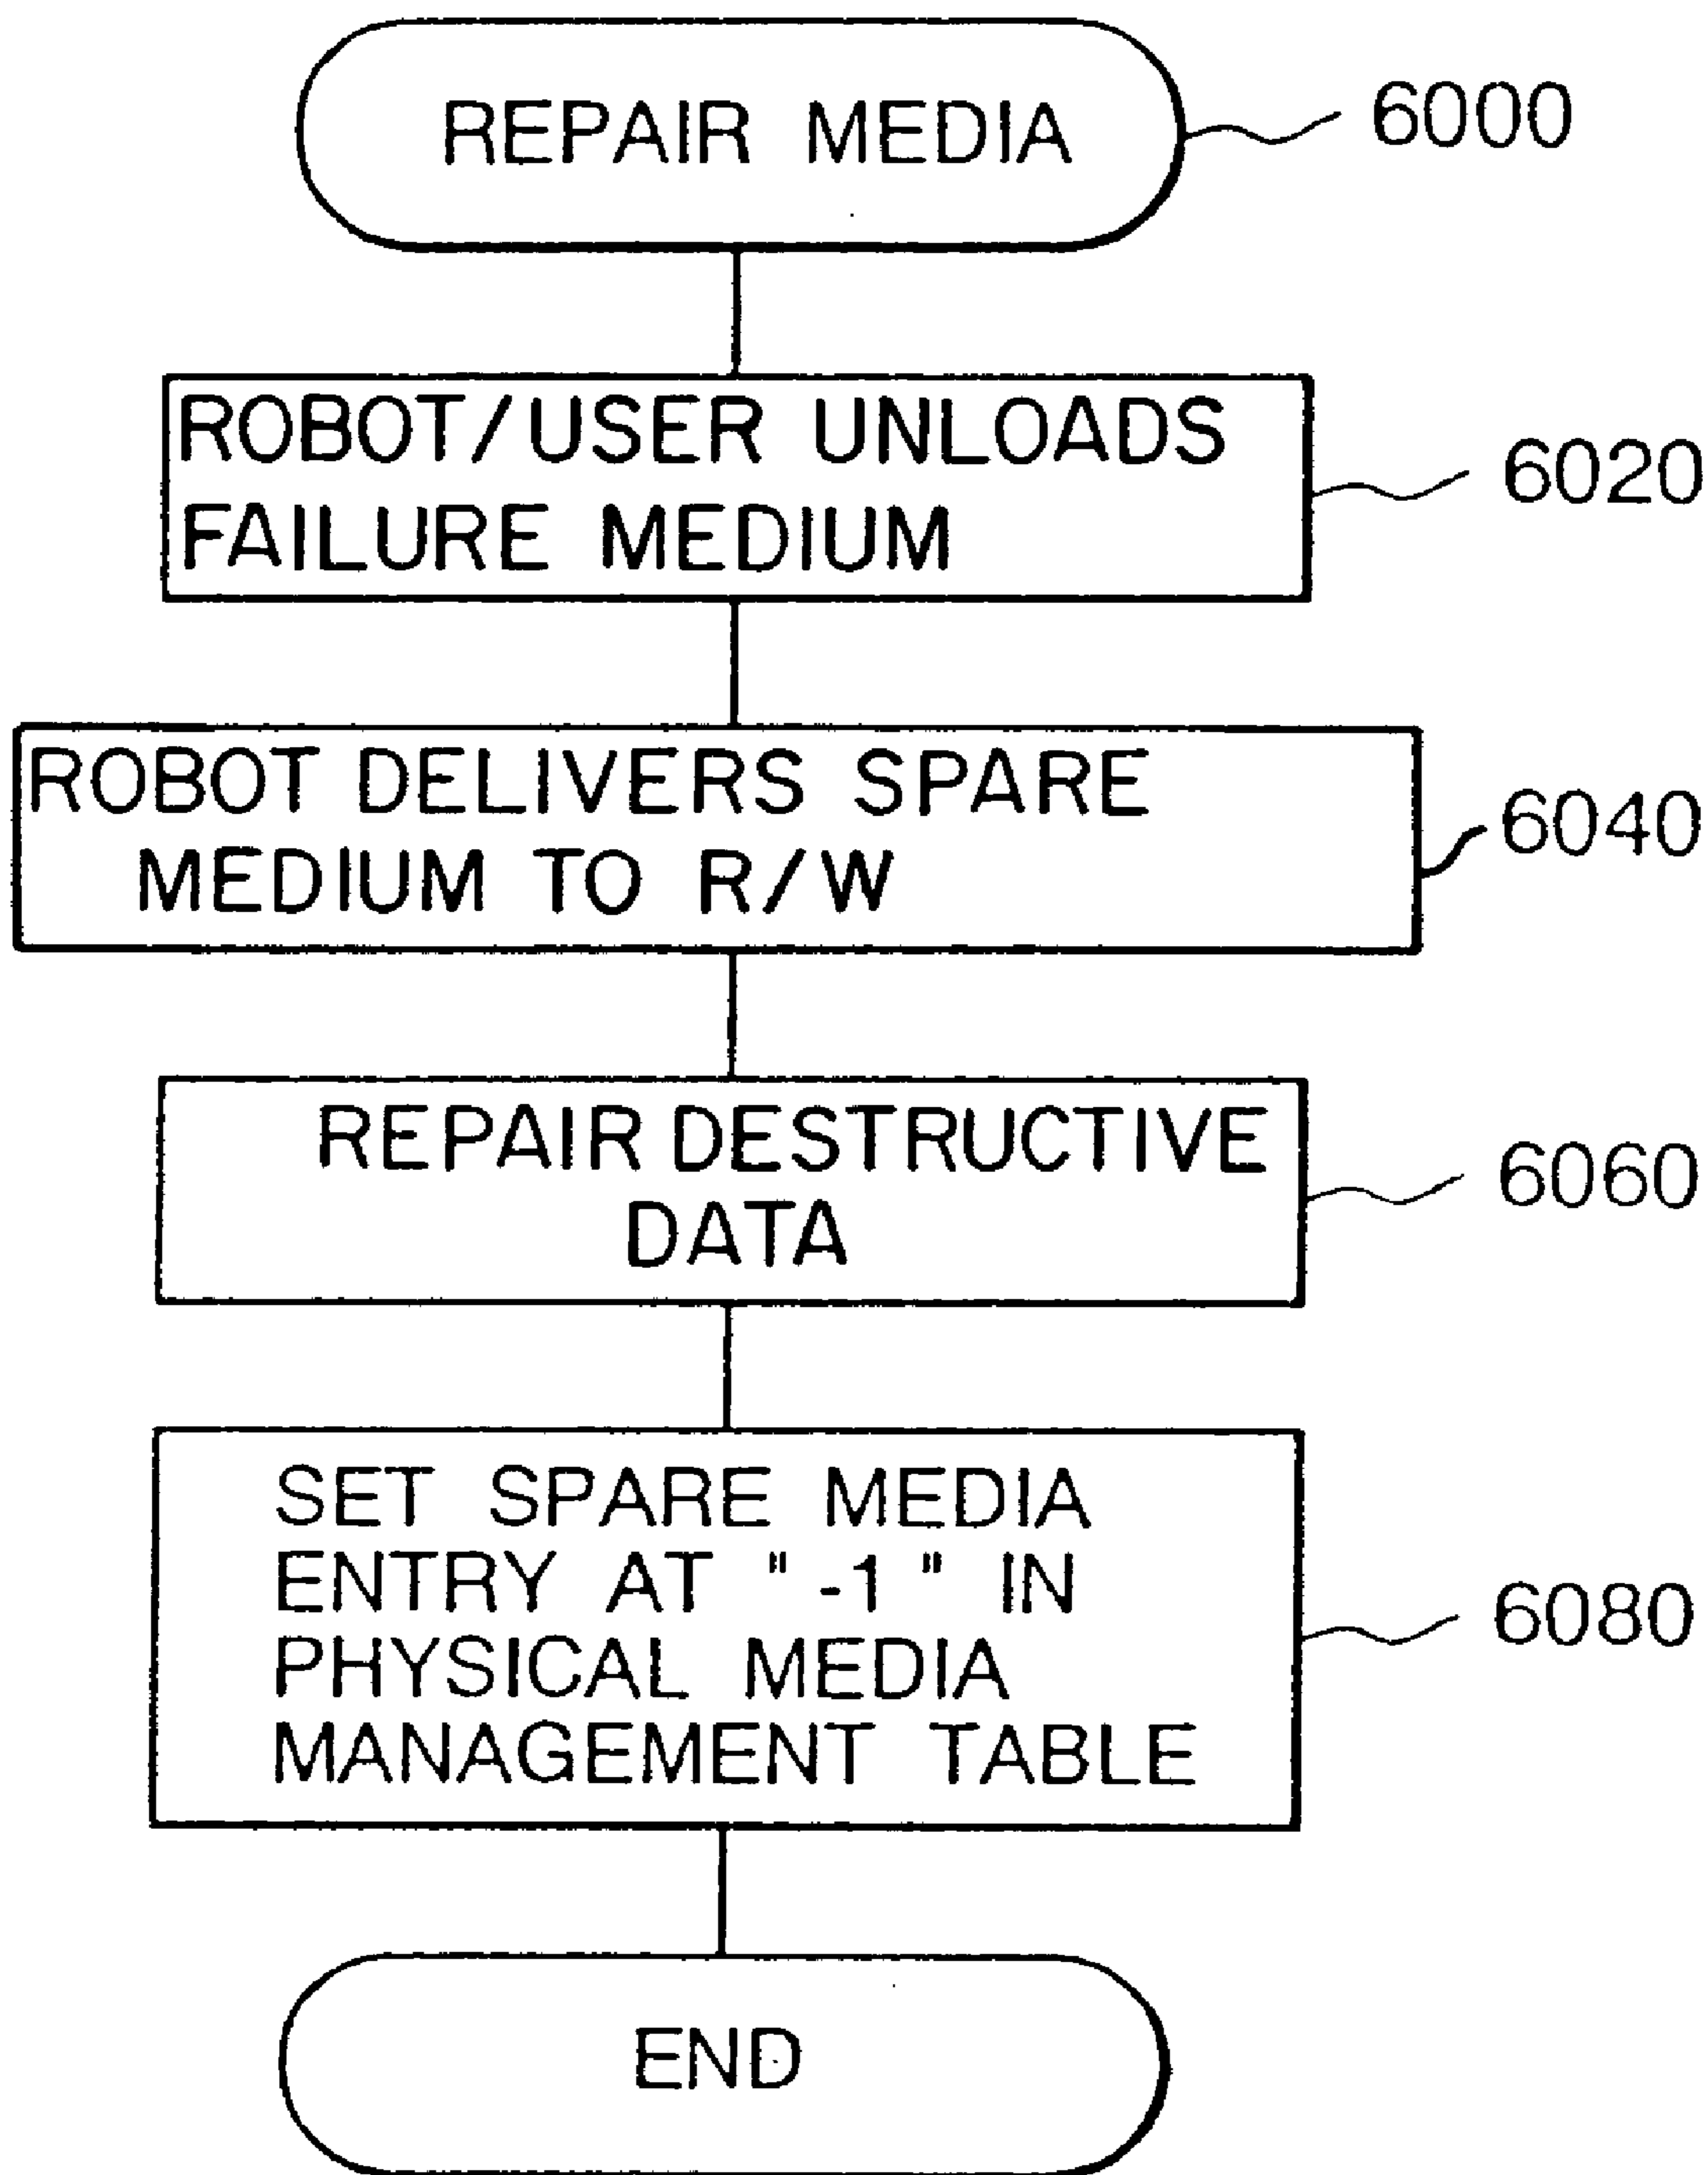 REPAIR MEDIA
6000
ROBOT/USER UNLOADS
FAILURE MEDIUM
6020
ROBOT DELIVERS SPARE
MEDIUM TO R/W
6040
REPAIR DESTRUCTIVE
DATA
6060
SET SPARE MEDIA
ENTRY AT "-1" IN
PHYSICAL MEDIA
MANAGEMENT TABLE
6080
END